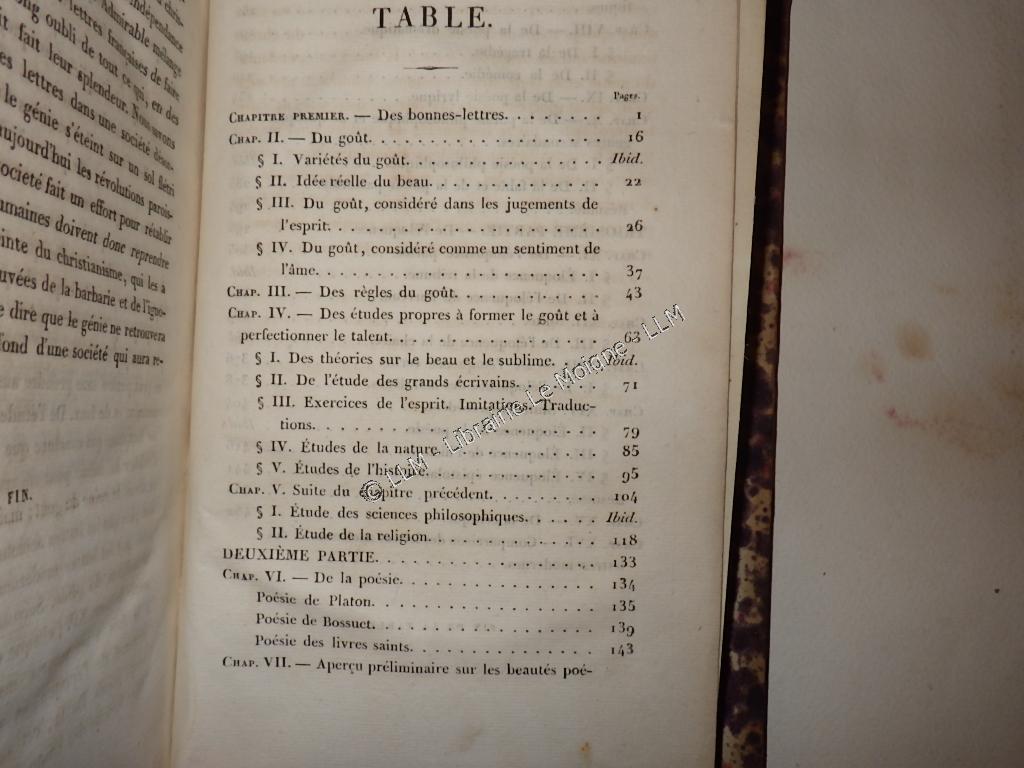 indépendance
Admirable mélange
long oubli de tout ce qui, en des
fait leur splendeur. Nous savons
lettres dans une société désen-
le génie s'éteint sur un sol flétri
aujourd'hui les révolutions parois-
société fait un effort pour rétablir
humaines doivent donc reprendre
du christianisme, qui les a
de la barbarie et de l'igno-
dire que le génie ne retrouvera
fond d'une société qui aura re-
FIN.
TABLE.
Pages.
CHAPITRE PREMIER. — Des bonnes-lettres. . . . . . . . 1
CHAP. II. — Du goût. . . . . . . . . . . . . . . . . . . 16
§ I. Variétés du goût. . . . . . . . . . . . . . . Ibid.
§ II. Idée réelle du beau. . . . . . . . . . . . . . 22
§ III. Du goût, considéré dans les jugements de
l'esprit. . . . . . . . . . . . . . . . . . . . . . 26
§ IV. Du goût, considéré comme un sentiment de
l'âme. . . . . . . . . . . . . . . . . . . . . . . 37
CHAP. III. — Des règles du goût. . . . . . . . . . . . 43
CHAP. IV. — Des études propres à former le goût et à
perfectionner le talent. . . . . . . . . . . . . . . . 63
§ I. Des théories sur le beau et le sublime. . . . Ibid.
§ II. De l'étude des grands écrivains. . . . . . . . 71
§ III. Exercices de l'esprit. Imitations. Traduc-
tions. . . . . . . . . . . . . . . . . . . . . . . 79
§ IV. Études de la nature. . . . . . . . . . . . . . 85
§ V. Études de l'histoire. . . . . . . . . . . . . . 95
CHAP. V. Suite du chapitre précédent. . . . . . . . . . 104
§ I. Étude des sciences philosophiques. . . . . . . Ibid.
§ II. Étude de la religion. . . . . . . . . . . . . . 118
DEUXIÈME PARTIE. . . . . . . . . . . . . . . . . . . . 133
CHAP. VI. — De la poésie. . . . . . . . . . . . . . . . 134
Poésie de Platon. . . . . . . . . . . . . . . . . . 135
Poésie de Bossuet. . . . . . . . . . . . . . . . . . 139
Poésie des livres saints. . . . . . . . . . . . . . . 143
CHAP. VII. — Aperçu préliminaire sur les beautés poé-
© LLM - Librairie Le Moigne - LLM